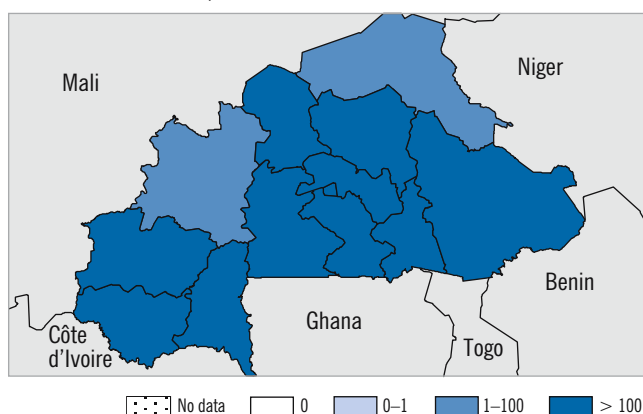 Mali
Niger
Benin
Ghana
Côte
d'Ivoire
Togo
No data 0 0–1 1–100 > 100